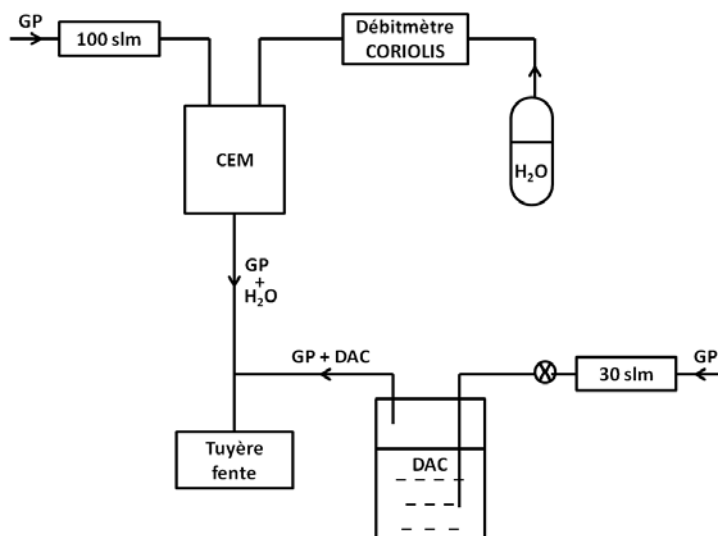 GP
100 slm
Débitmètre
CORIOLIS
CEM
H₂O
GP
+
H₂O
GP + DAC
GP
30 slm
Tuyère
fente
DAC